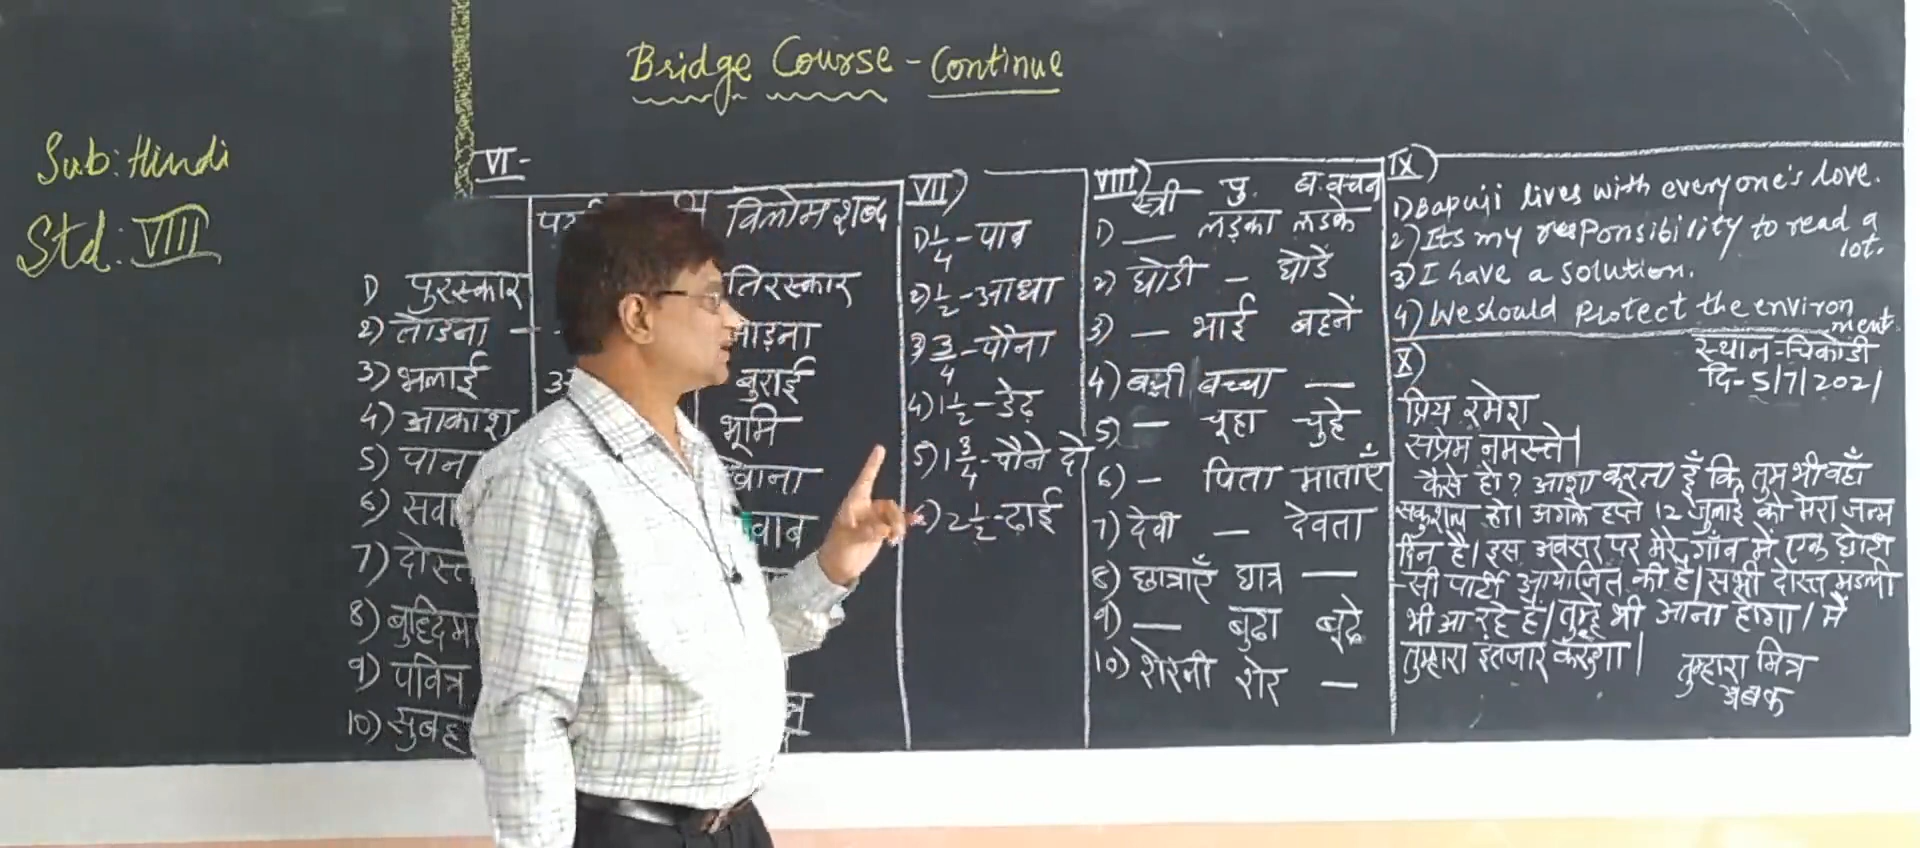 Bridge Course - Continue
Sub: Hindi
Std: VIII
VI -
विलोम शब्द
1) पुरस्कार तिरस्कार
2) तोडना
3) भलाई बुराई
4) आकाश भूमि
5)
6)
7)
8)
9) पवित्र
10) सुबह
VII)
1) 1/4 - पाव
2) 1/2 - आधा
3) 3/4 - पौना
4) 1 1/2 - डेढ़
5) 1 3/4 - पौने दो
6) 2 1/2 - ढ़ाई
VIII)
स्त्री पु. ब.वचन
1) — लड़का लडके
2) घोडी – घोडें
3) – भाई बहनें
4) बच्ची बच्चा —
5) – चूहा चुहे
6) – पिता माताएँ
7) देवी – देवता
8) छात्राएँ छात्र —
9) — बुढा बुढे
10) शेरनी शेर –
IX)
1) Bapuji lives with everyone's love.
2) Its my responsibility to read a
lot.
3) I have a solution.
4) We should Protect the environ
ment.
X)
स्थान-चिकोडी
दि-5/7/2021
प्रिय रमेश
सप्रेम नमस्ते।
कैसे हो? आशा करता हूँ कि तुम भी वहाँ
सकुशल हो। अगले हप्ते 12 जुलाई को मेरा जन्म
दिन है। इस अवसर पर मेरे गाँव में एक छोटी
-सी पार्टी आयोजित की है। सभी दोस्त मंडली
भी आ रहे हैं। तुम्हे भी आना होगा। मैं
तुम्हारा इंतजार करूंगा।
तुम्हारा मित्र